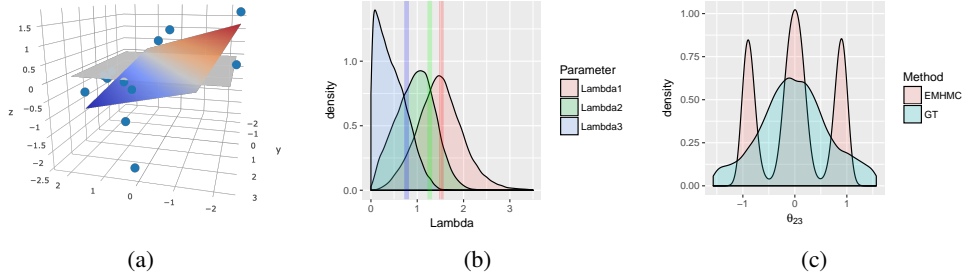 1.5
1
0.5
0
−0.5
−1
−1.5
−2
−2.5
z
2
1
0
−1
−2
−2
−1
0
1
2
3
y
(a)
density
1.0
0.5
0.0
0
1
2
3
Lambda
Parameter
Lambda1
Lambda2
Lambda3
(b)
density
1.00
0.75
0.50
0.25
0.00
−1
0
1
θ23
Method
EMHMC
GT
(c)